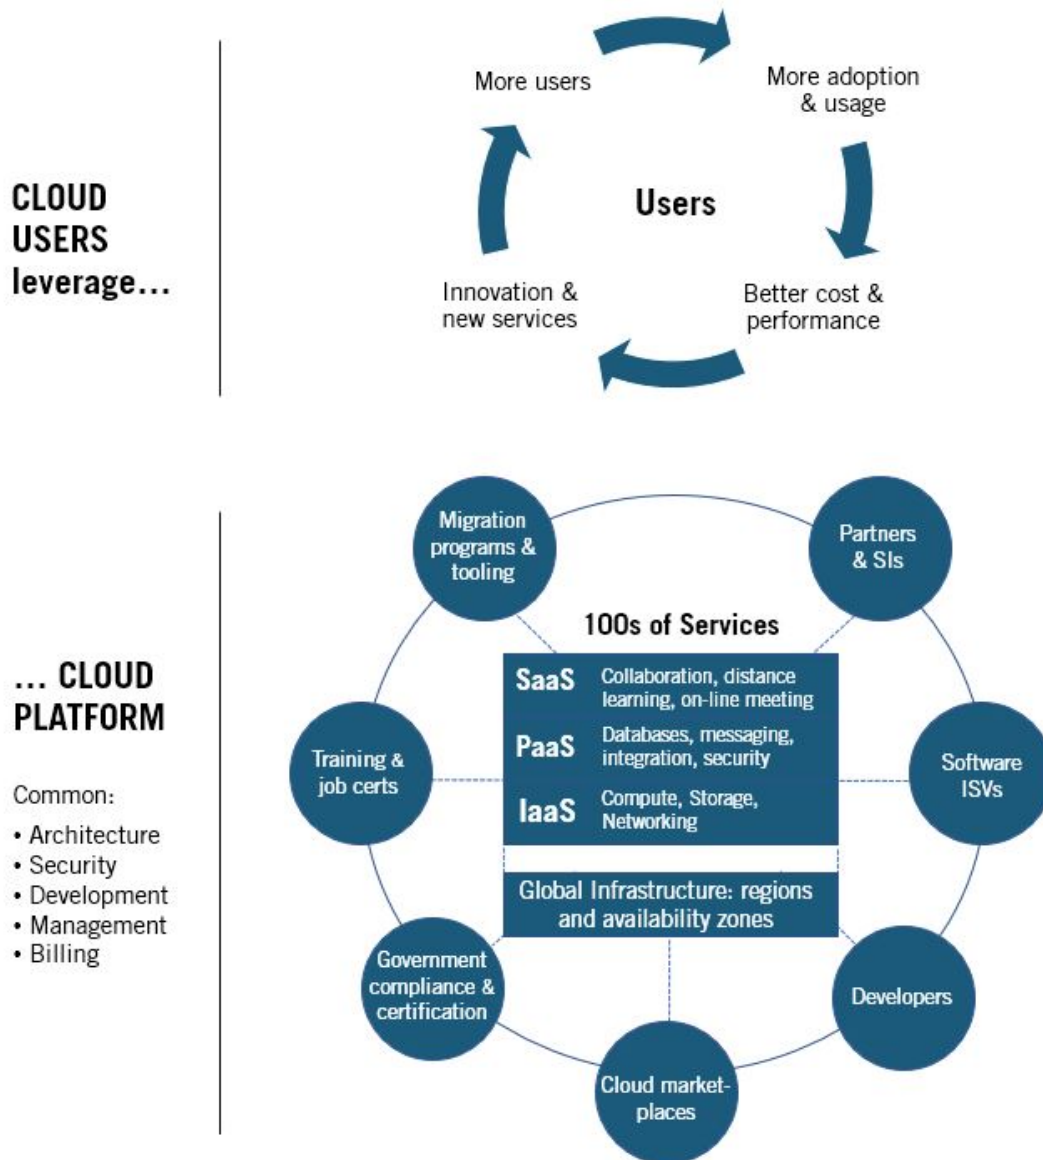 CLOUD
USERS
leverage...
More users
More adoption
& usage
Users
Innovation &
new services
Better cost &
performance
... CLOUD
PLATFORM
Common:
• Architecture
• Security
• Development
• Management
• Billing
Migration
programs &
tooling
Partners
& SIs
100s of Services
SaaS Collaboration, distance
learning, on-line meeting
PaaS Databases, messaging,
integration, security
IaaS Compute, Storage,
Networking
Training &
job certs
Software
ISVs
Global Infrastructure: regions
and availability zones
Government
compliance &
certification
Developers
Cloud market-
places